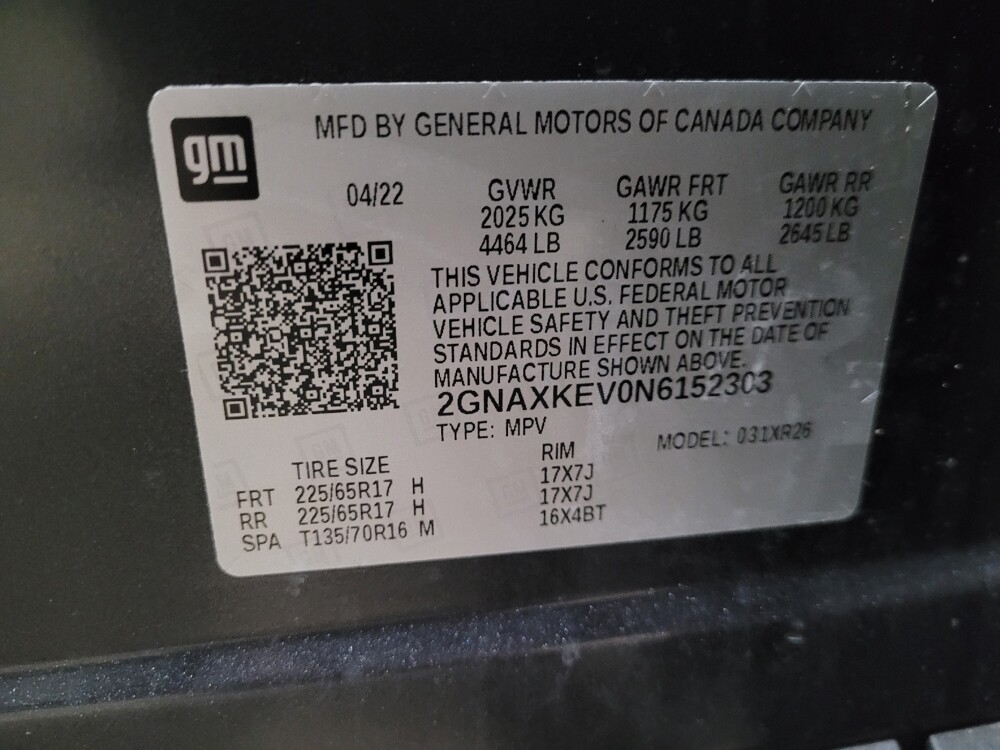 gm
MFD BY GENERAL MOTORS OF CANADA COMPANY
04/22 GVWR GAWR FRT GAWR RR
2025 KG 1175 KG 1200 KG
4464 LB 2590 LB 2645 LB
THIS VEHICLE CONFORMS TO ALL
APPLICABLE U.S. FEDERAL MOTOR
VEHICLE SAFETY AND THEFT PREVENTION
STANDARDS IN EFFECT ON THE DATE OF
MANUFACTURE SHOWN ABOVE.
2GNAXKEV0N6152303
TYPE: MPV MODEL: 031XR26
TIRE SIZE RIM
FRT 225/65R17 H 17X7J
RR 225/65R17 H 17X7J
SPA T135/70R16 M 16X4BT